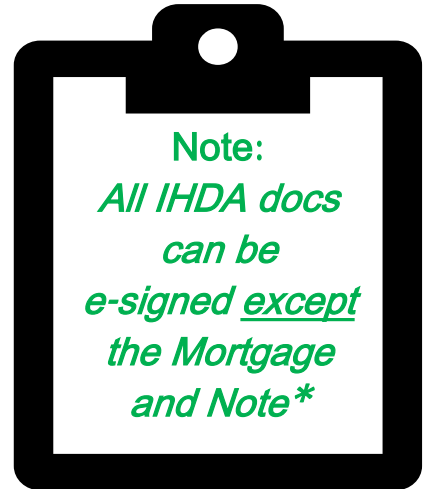 Note:
All IHDA docs
can be
e-signed except
the Mortgage
and Note*